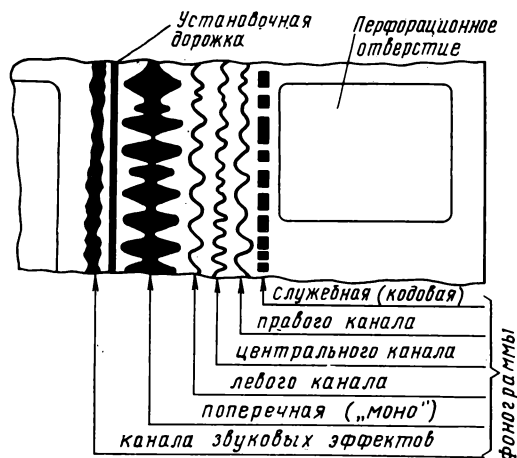 Установочная
дорожка
Перфорационное
отверстие
служебная (кодовая)
правого канала
центрального канала
левого канала
поперечная („моно")
канала звуковых эффектов
фонограммы